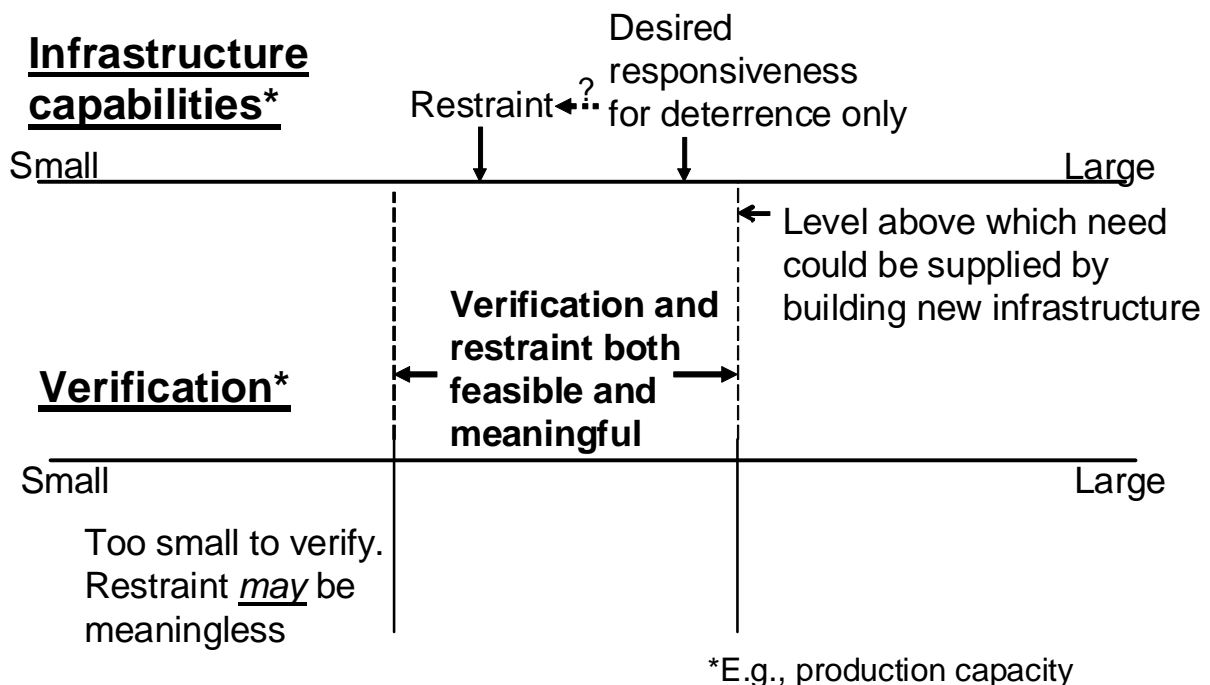 Infrastructure
capabilities*
Restraint
?
Desired
responsiveness
for deterrence only
Small
Large
Level above which need
could be supplied by
building new infrastructure
Verification and
restraint both
feasible and
meaningful
Verification*
Small
Large
Too small to verify.
Restraint may be
meaningless
*E.g., production capacity